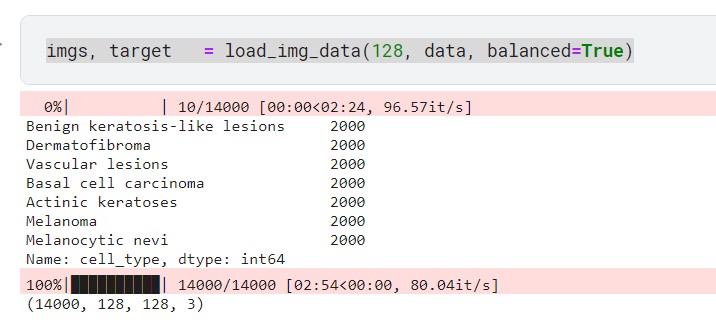 imgs, target   = load_img_data(128, data, balanced=True)
0%|          | 10/14000 [00:00<02:24, 96.57it/s]
Benign keratosis-like lesions     2000
Dermatofibroma                    2000
Vascular lesions                  2000
Basal cell carcinoma              2000
Actinic keratoses                 2000
Melanoma                          2000
Melanocytic nevi                  2000
Name: cell_type, dtype: int64
100%|██████████| 14000/14000 [02:54<00:00, 80.04it/s]
(14000, 128, 128, 3)